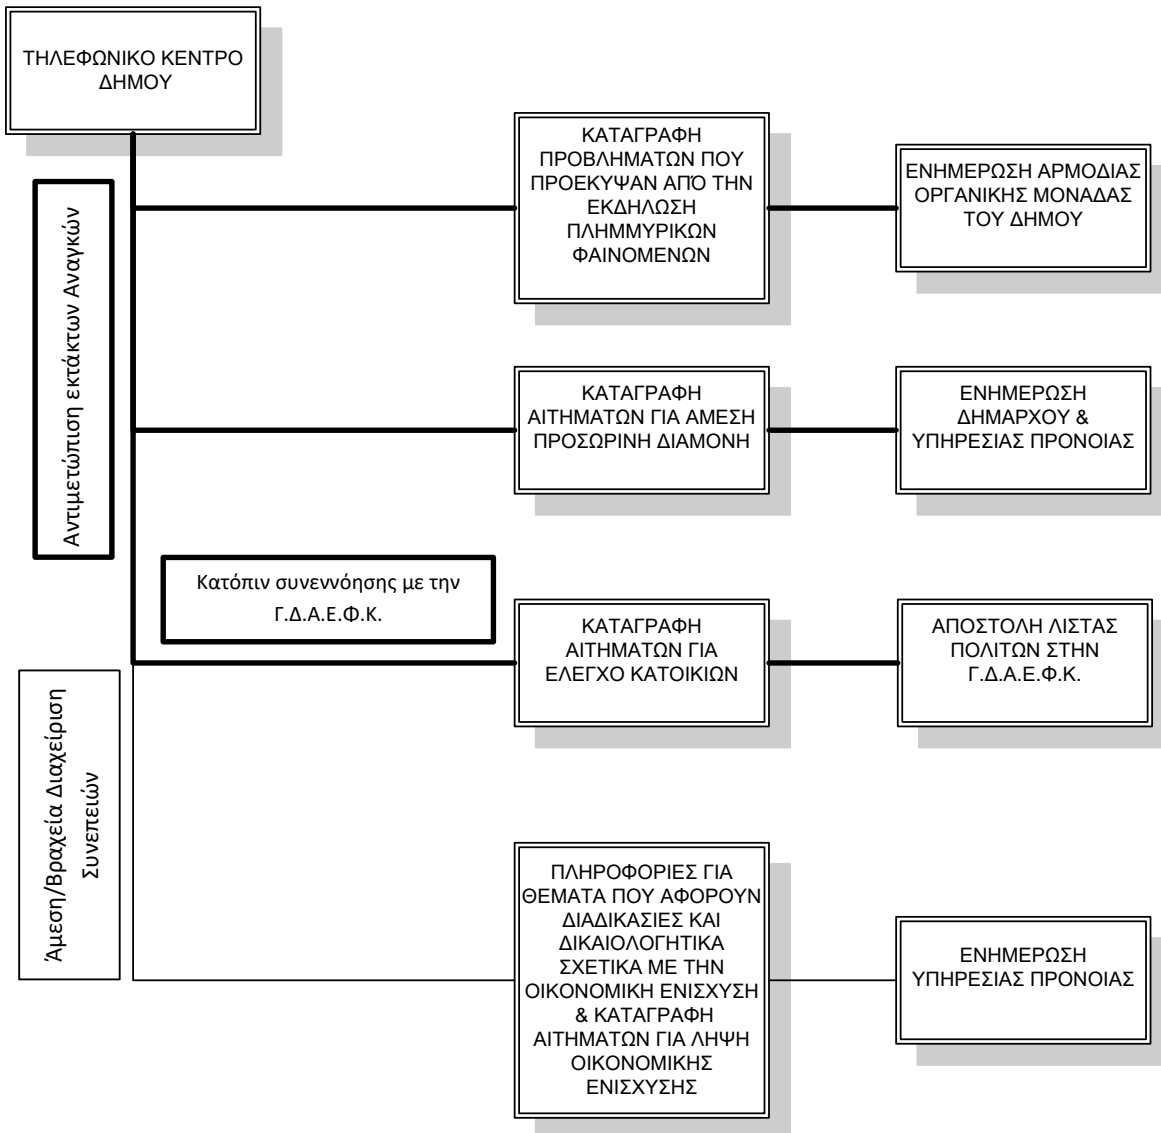 ΤΗΛΕΦΩΝΙΚΟ ΚΕΝΤΡΟ
ΔΗΜΟΥ
Αντιμετώπιση εκτάκτων Αναγκών
ΚΑΤΑΓΡΑΦΗ
ΠΡΟΒΛΗΜΑΤΩΝ ΠΟΥ
ΠΡΟΕΚΥΨΑΝ ΑΠΌ ΤΗΝ
ΕΚΔΗΛΩΣΗ
ΠΛΗΜΜΥΡΙΚΩΝ
ΦΑΙΝΟΜΕΝΩΝ
ΕΝΗΜΕΡΩΣΗ ΑΡΜΟΔΙΑΣ
ΟΡΓΑΝΙΚΗΣ ΜΟΝΑΔΑΣ
ΤΟΥ ΔΗΜΟΥ
ΚΑΤΑΓΡΑΦΗ
ΑΙΤΗΜΑΤΩΝ ΓΙΑ ΑΜΕΣΗ
ΠΡΟΣΩΡΙΝΗ ΔΙΑΜΟΝΗ
ΕΝΗΜΕΡΩΣΗ
ΔΗΜΑΡΧΟΥ &
ΥΠΗΡΕΣΙΑΣ ΠΡΟΝΟΙΑΣ
Κατόπιν συνεννόησης με την
Γ.Δ.Α.Ε.Φ.Κ.
ΚΑΤΑΓΡΑΦΗ
ΑΙΤΗΜΑΤΩΝ ΓΙΑ
ΕΛΕΓΧΟ ΚΑΤΟΙΚΙΩΝ
ΑΠΟΣΤΟΛΗ ΛΙΣΤΑΣ
ΠΟΛΙΤΩΝ ΣΤΗΝ
Γ.Δ.Α.Ε.Φ.Κ.
Άμεση/Βραχεία Διαχείριση
Συνεπειών
ΠΛΗΡΟΦΟΡΙΕΣ ΓΙΑ
ΘΕΜΑΤΑ ΠΟΥ ΑΦΟΡΟΥΝ
ΔΙΑΔΙΚΑΣΙΕΣ ΚΑΙ
ΔΙΚΑΙΟΛΟΓΗΤΙΚΑ
ΣΧΕΤΙΚΑ ΜΕ ΤΗΝ
ΟΙΚΟΝΟΜΙΚΗ ΕΝΙΣΧΥΣΗ
& ΚΑΤΑΓΡΑΦΗ
ΑΙΤΗΜΑΤΩΝ ΓΙΑ ΛΗΨΗ
ΟΙΚΟΝΟΜΙΚΗΣ
ΕΝΙΣΧΥΣΗΣ
ΕΝΗΜΕΡΩΣΗ
ΥΠΗΡΕΣΙΑΣ ΠΡΟΝΟΙΑΣ